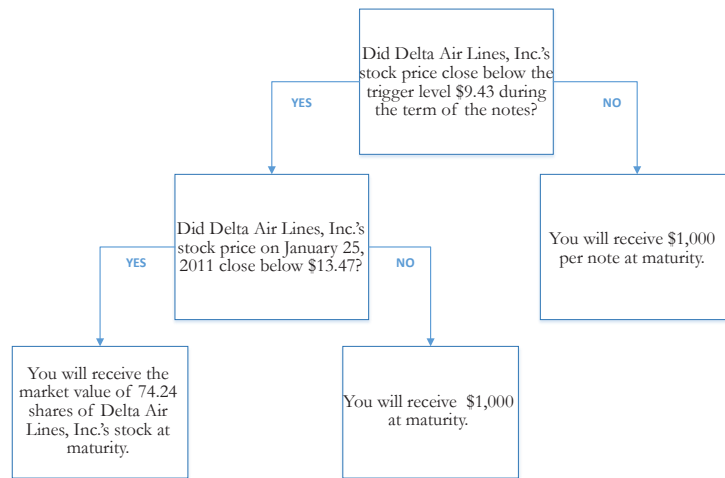 Did Delta Air Lines, Inc.'s
stock price close below the
trigger level $9.43 during
the term of the notes?
YES
NO
Did Delta Air Lines, Inc.'s
stock price on January 25,
2011 close below $13.47?
You will receive $1,000
per note at maturity.
YES
NO
You will receive the
market value of 74.24
shares of Delta Air
Lines, Inc.'s stock at
maturity.
You will receive $1,000
at maturity.